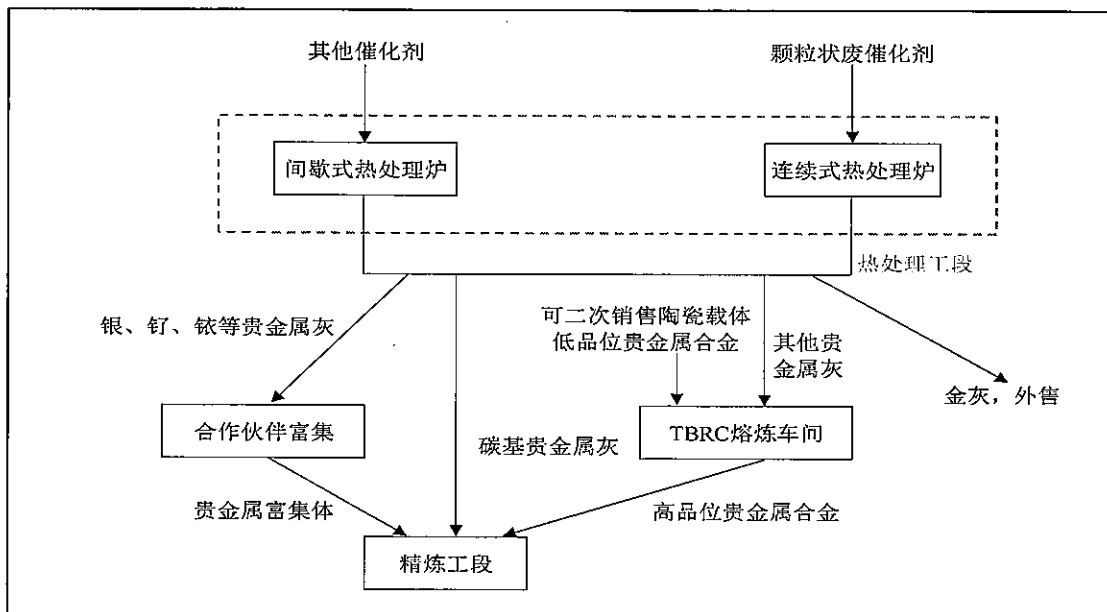 其他催化剂
颗粒状废催化剂
间歇式热处理炉
连续式热处理炉
热处理工段
银、钌、铱等贵金属灰
可二次销售陶瓷载体
低品位贵金属合金
其他贵
金属灰
金灰，外售
合作伙伴富集
碳基贵金属灰
TBRC熔炼车间
贵金属富集体
高品位贵金属合金
精炼工段